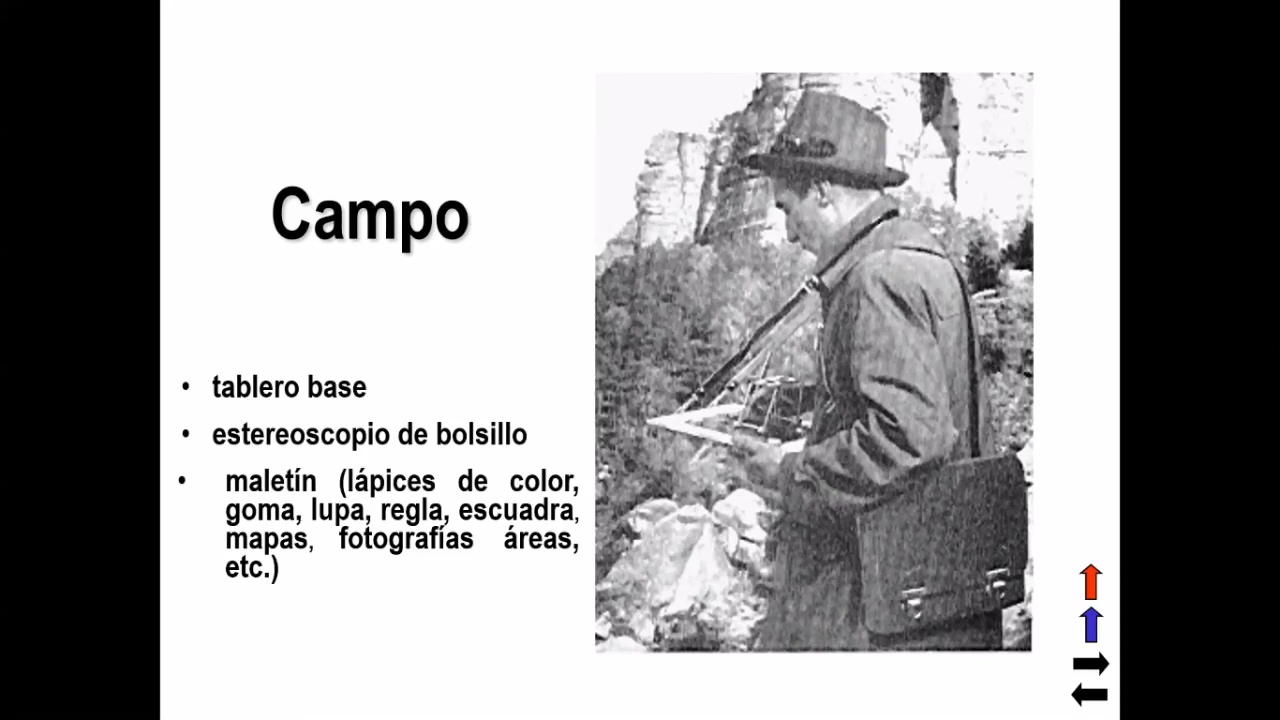 Campo
• tablero base
• estereoscopio de bolsillo
• maletín (lápices de color,
goma, lupa, regla, escuadra,
mapas, fotografías áreas,
etc.)